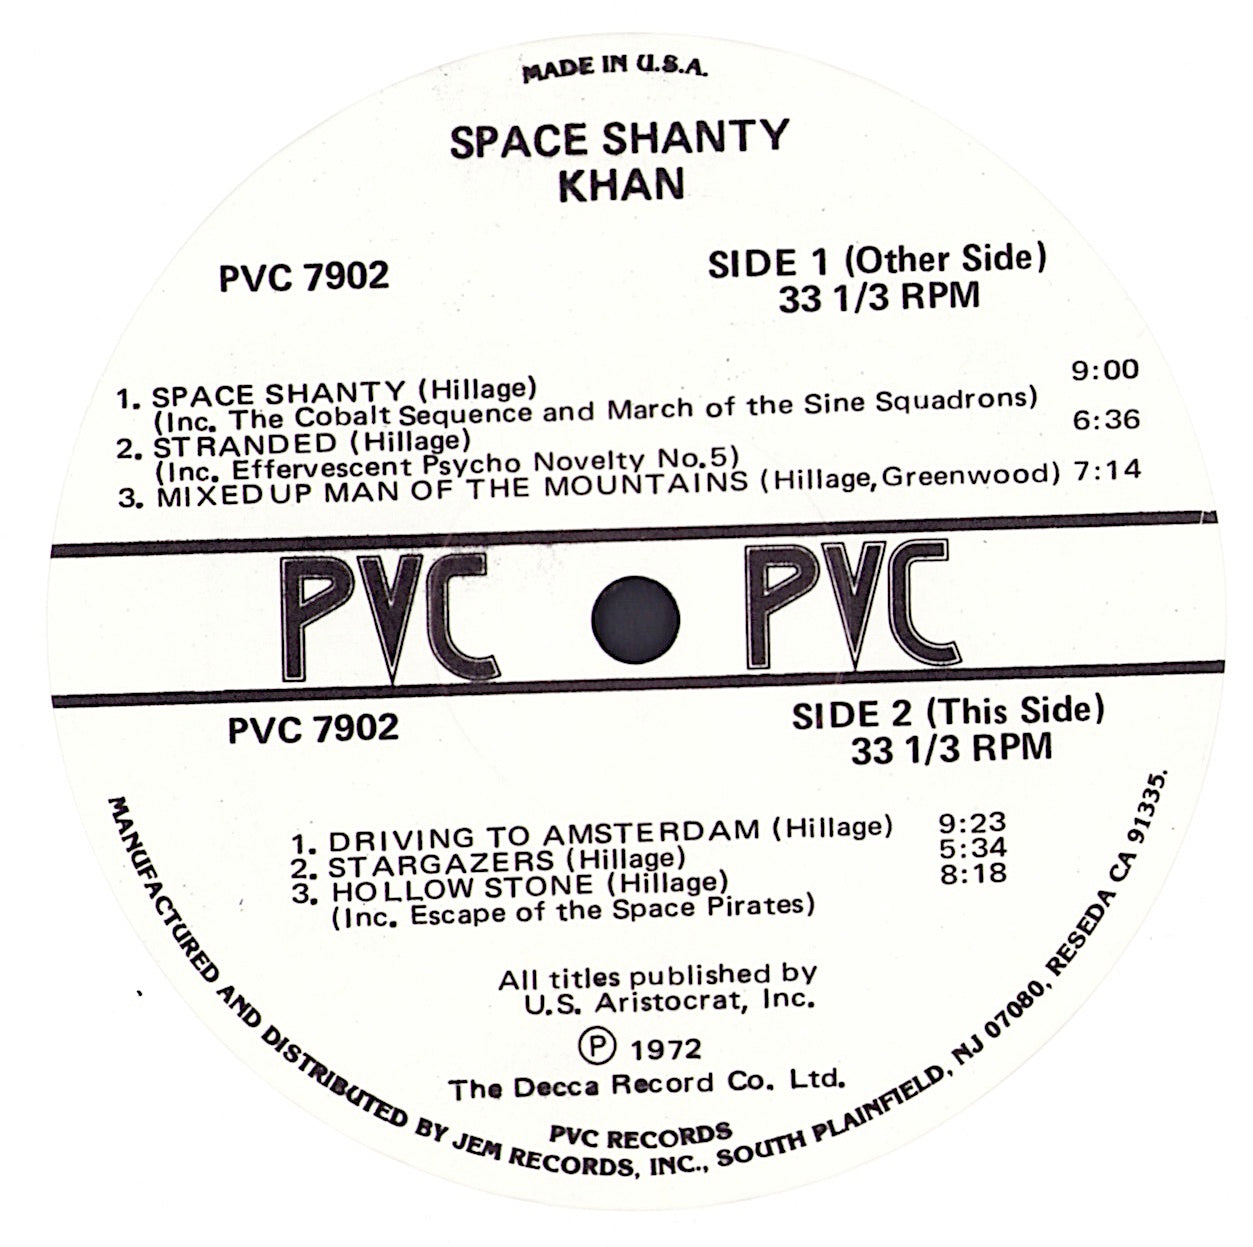 MADE IN U.S.A.
SPACE SHANTY
KHAN
PVC 7902
SIDE 1 (Other Side)
33 1/3 RPM
1. SPACE SHANTY (Hillage) 9:00
(Inc. The Cobalt Sequence and March of the Sine Squadrons)
2. STRANDED (Hillage) 6:36
(Inc. Effervescent Psycho Novelty No.5)
3. MIXED UP MAN OF THE MOUNTAINS (Hillage, Greenwood) 7:14
PVC PVC
PVC 7902
SIDE 2 (This Side)
33 1/3 RPM
1. DRIVING TO AMSTERDAM (Hillage) 9:23
2. STARGAZERS (Hillage) 5:34
3. HOLLOW STONE (Hillage) 8:18
(Inc. Escape of the Space Pirates)
All titles published by
U.S. Aristocrat, Inc.
Ⓟ 1972
The Decca Record Co. Ltd.
PVC RECORDS
MANUFACTURED AND DISTRIBUTED BY JEM RECORDS, INC., SOUTH PLAINFIELD, NJ 07080, RESEDA CA 91335.